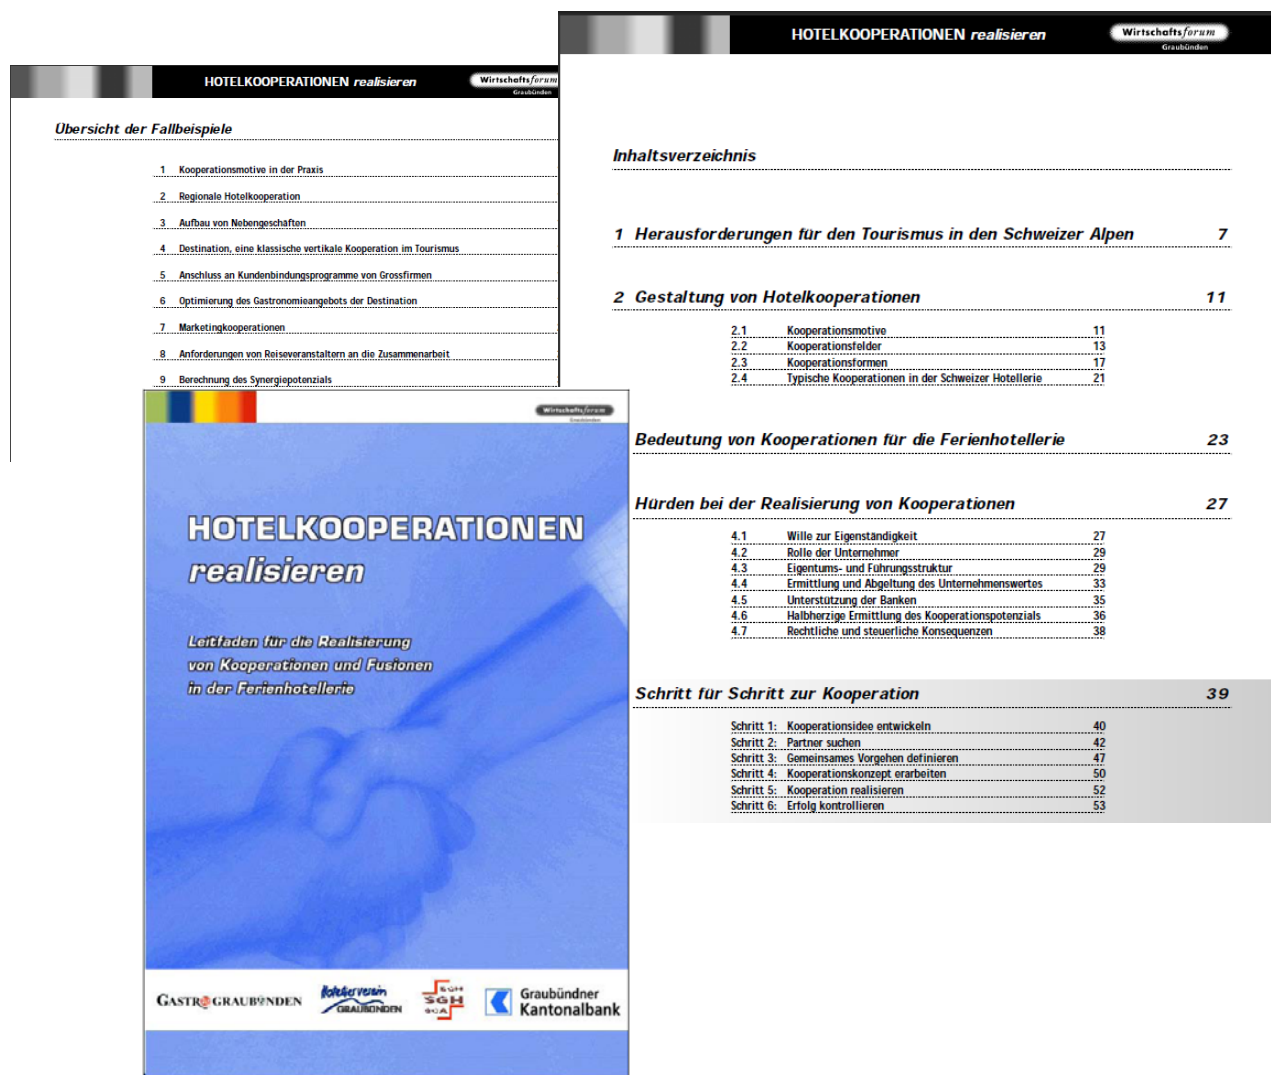 HOTELKOOPERATIONEN realisieren
Wirtschaftsforum
Graubünden
Übersicht der Fallbeispiele
1 Kooperationsmotive in der Praxis
2 Regionale Hotelkooperation
3 Aufbau von Nebengeschäften
4 Destination, eine klassische vertikale Kooperation im Tourismus
5 Anschluss an Kundenbindungsprogramme von Grossfirmen
6 Optimierung des Gastronomieangebots der Destination
7 Marketingkooperationen
8 Anforderungen von Reiseveranstaltern an die Zusammenarbeit
9 Berechnung des Synergiepotenzials
HOTELKOOPERATIONEN realisieren
Wirtschaftsforum
Graubünden
Inhaltsverzeichnis
1 Herausforderungen für den Tourismus in den Schweizer Alpen 7
2 Gestaltung von Hotelkooperationen 11
2.1 Kooperationsmotive 11
2.2 Kooperationsfelder 13
2.3 Kooperationsformen 17
2.4 Typische Kooperationen in der Schweizer Hotellerie 21
Bedeutung von Kooperationen für die Ferienhotellerie 23
Hürden bei der Realisierung von Kooperationen 27
4.1 Wille zur Eigenständigkeit 27
4.2 Rolle der Unternehmer 29
4.3 Eigentums- und Führungsstruktur 29
4.4 Ermittlung und Abgeltung des Unternehmenswertes 33
4.5 Unterstützung der Banken 35
4.6 Halbherzige Ermittlung des Kooperationspotenzials 36
4.7 Rechtliche und steuerliche Konsequenzen 38
Schritt für Schritt zur Kooperation 39
Schritt 1: Kooperationsidee entwickeln 40
Schritt 2: Partner suchen 42
Schritt 3: Gemeinsames Vorgehen definieren 47
Schritt 4: Kooperationskonzept erarbeiten 50
Schritt 5: Kooperation realisieren 52
Schritt 6: Erfolg kontrollieren 53
Wirtschaftsforum
Graubünden
HOTELKOOPERATIONEN
realisieren
Leitfaden für die Realisierung
von Kooperationen und Fusionen
in der Ferienhotellerie
GASTROGRAUBÜNDEN
Hotelierverein
GRAUBÜNDEN
SGH
SGH
SCA
Graubündner
Kantonalbank